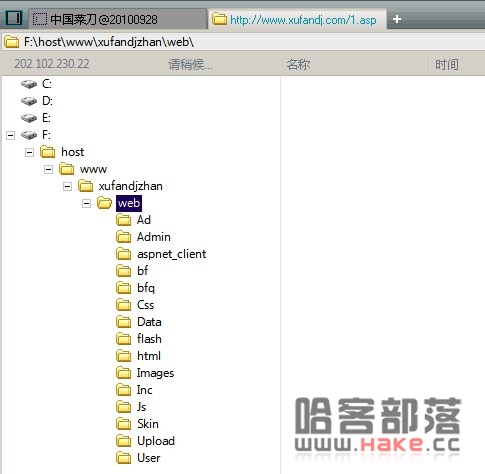 中国菜刀@20100928
http://www.xufandj.com/1.asp
+
F:\host\www\xufandjzhan\web\
202.102.230.22 请稍候... 名称 时间
C:
D:
E:
F:
host
www
xufandjzhan
web
Ad
Admin
aspnet_client
bf
bfq
Css
Data
flash
html
Images
Inc
Js
Skin
Upload
User
哈客部落
www.Hake.cc